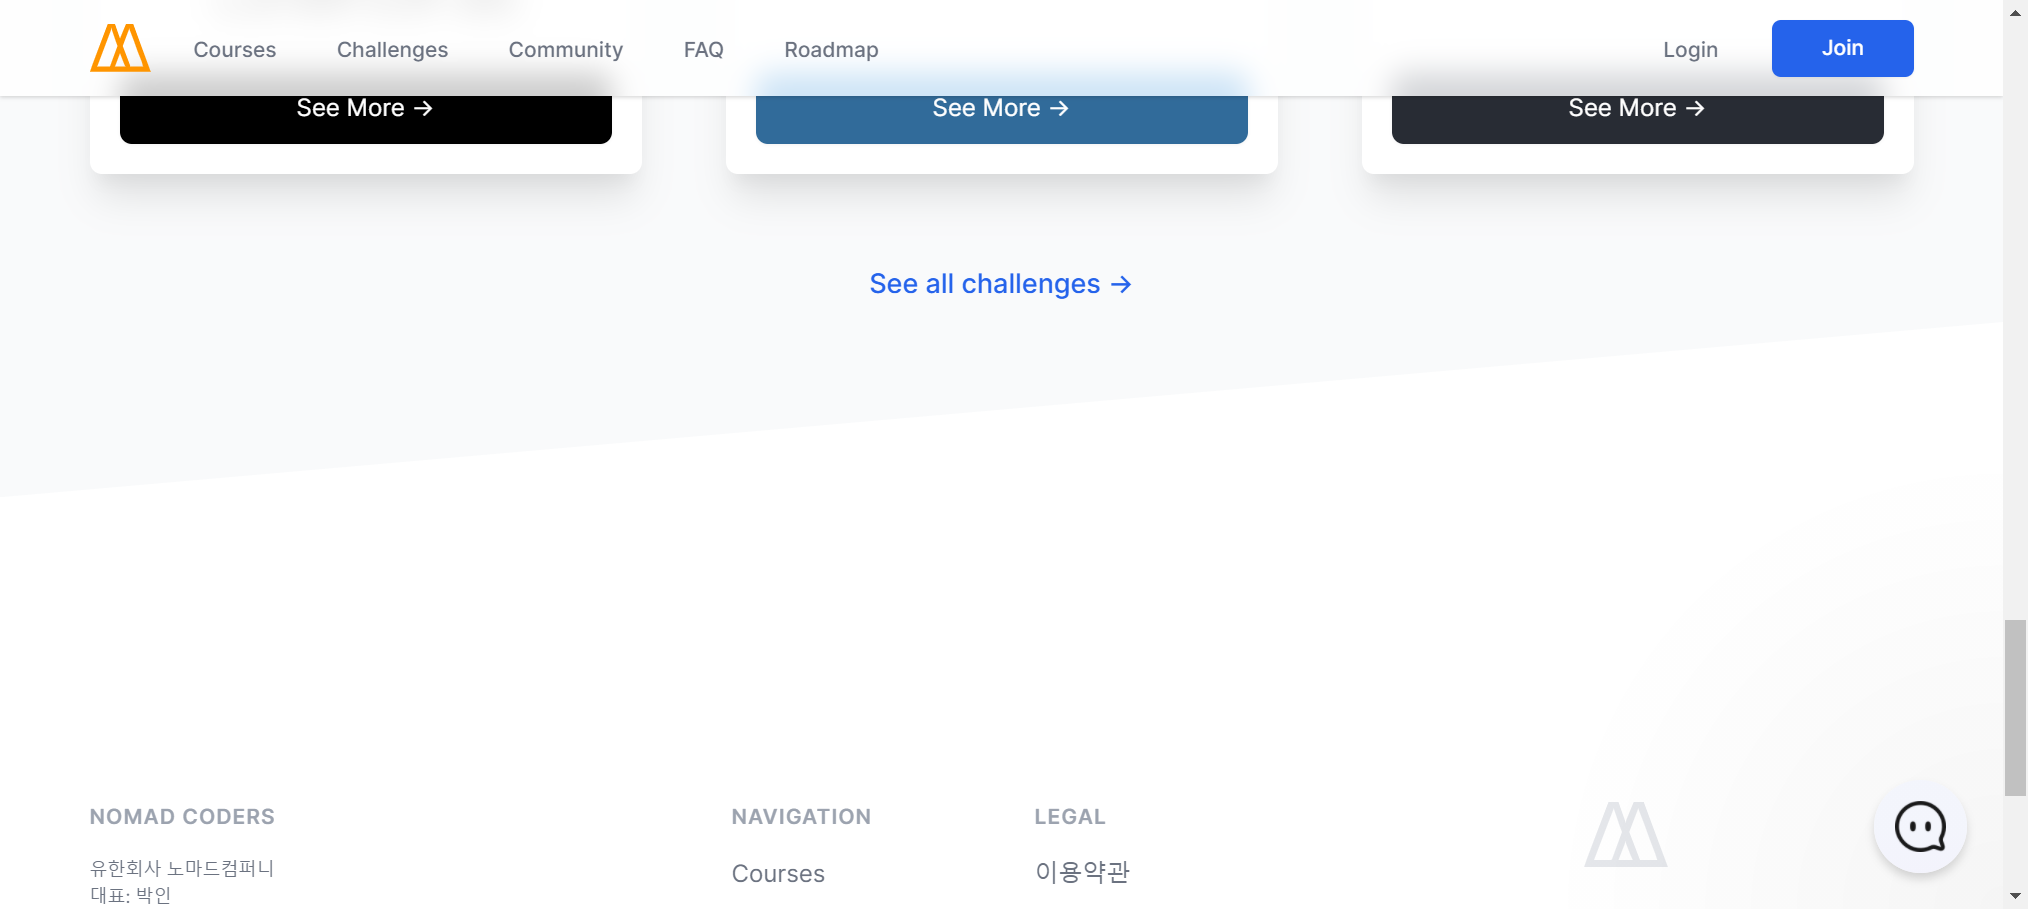 Courses Challenges Community FAQ Roadmap Login Join
See More → See More → See More →
See all challenges →
NOMAD CODERS
유한회사 노마드컴퍼니
대표: 박인
NAVIGATION
Courses
LEGAL
이용약관